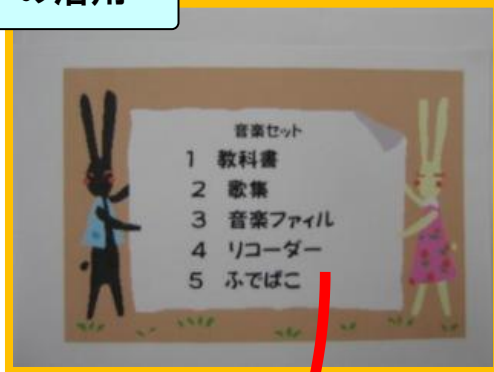 の活用
音楽セット
1 教科書
2 歌集
3 音楽ファイル
4 リコーダー
5 ふでばこ